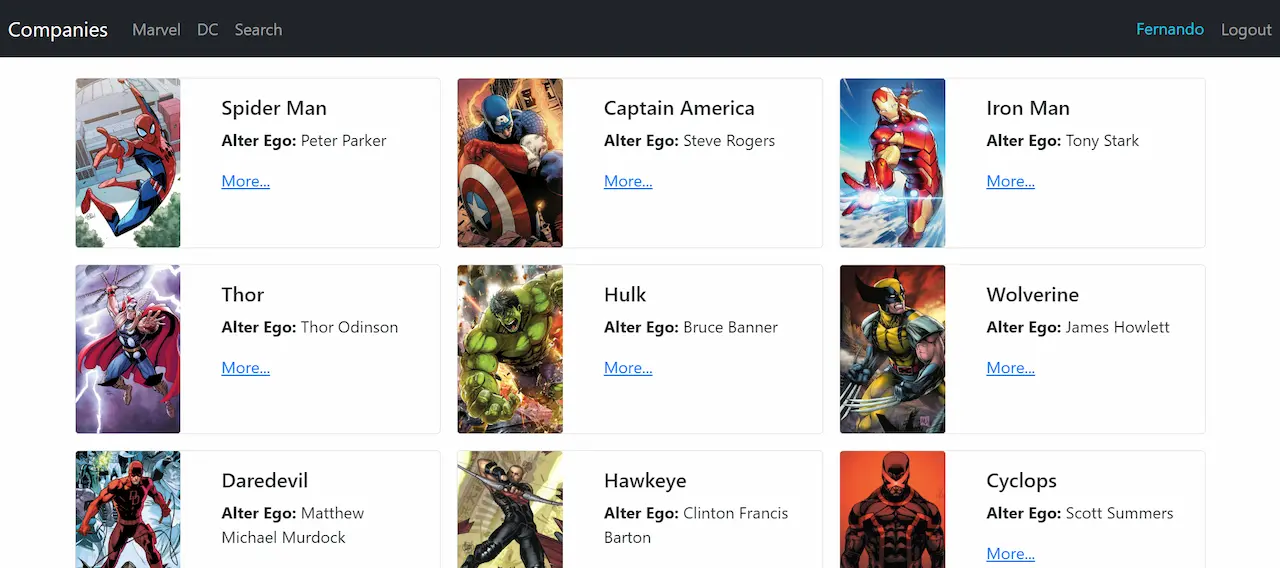 Companies Marvel DC Search Fernando Logout
Spider Man
Alter Ego: Peter Parker
More...
Captain America
Alter Ego: Steve Rogers
More...
Iron Man
Alter Ego: Tony Stark
More...
Thor
Alter Ego: Thor Odinson
More...
Hulk
Alter Ego: Bruce Banner
More...
Wolverine
Alter Ego: James Howlett
More...
Daredevil
Alter Ego: Matthew
Michael Murdock
Hawkeye
Alter Ego: Clinton Francis
Barton
Cyclops
Alter Ego: Scott Summers
More...